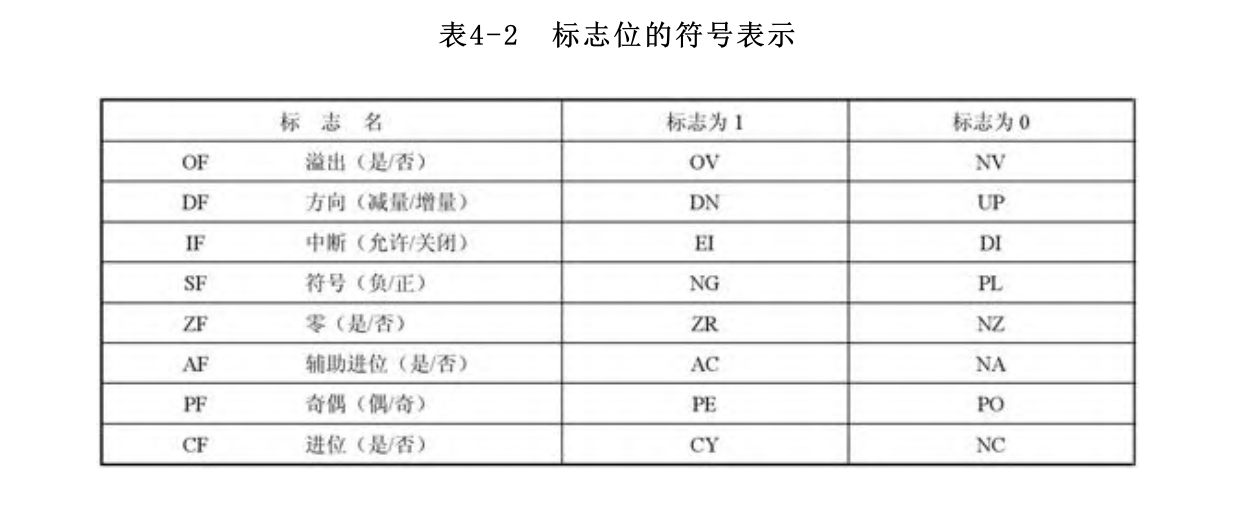 表4-2 标志位的符号表示
标 志 名 标志为 1 标志为 0
OF 溢出（是/否） OV NV
DF 方向（减量/增量） DN UP
IF 中断（允许/关闭） EI DI
SF 符号（负/正） NG PL
ZF 零（是/否） ZR NZ
AF 辅助进位（是/否） AC NA
PF 奇偶（偶/奇） PE PO
CF 进位（是/否） CY NC